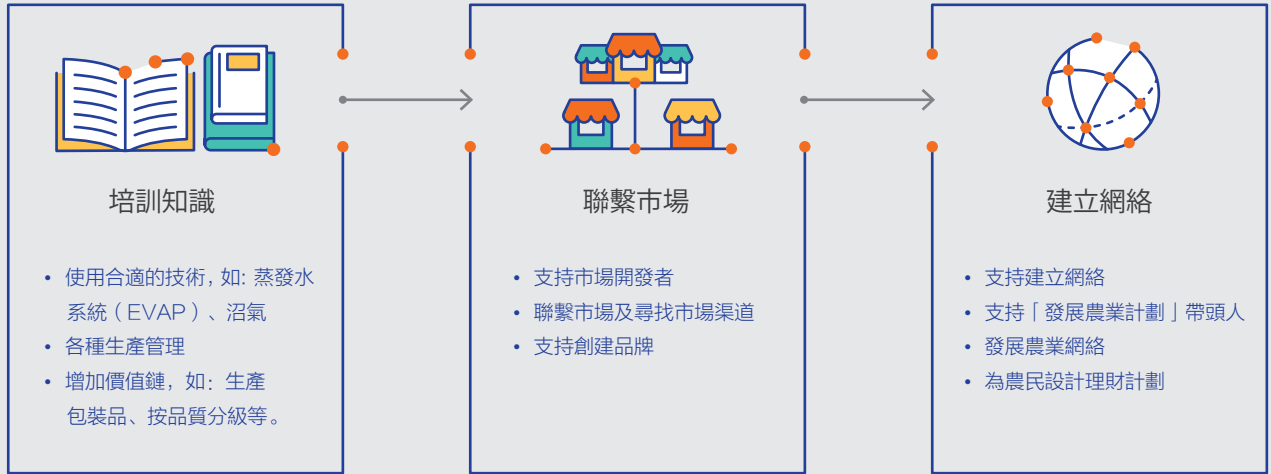 培訓知識
• 使用合適的技術，如: 蒸發水
系統（EVAP）、沼氣
• 各種生產管理
• 增加價值鏈，如：生產
包裝品、按品質分級等。
聯繫市場
• 支持市場開發者
• 聯繫市場及尋找市場渠道
• 支持創建品牌
建立網絡
• 支持建立網絡
• 支持「發展農業計劃」帶頭人
• 發展農業網絡
• 為農民設計理財計劃